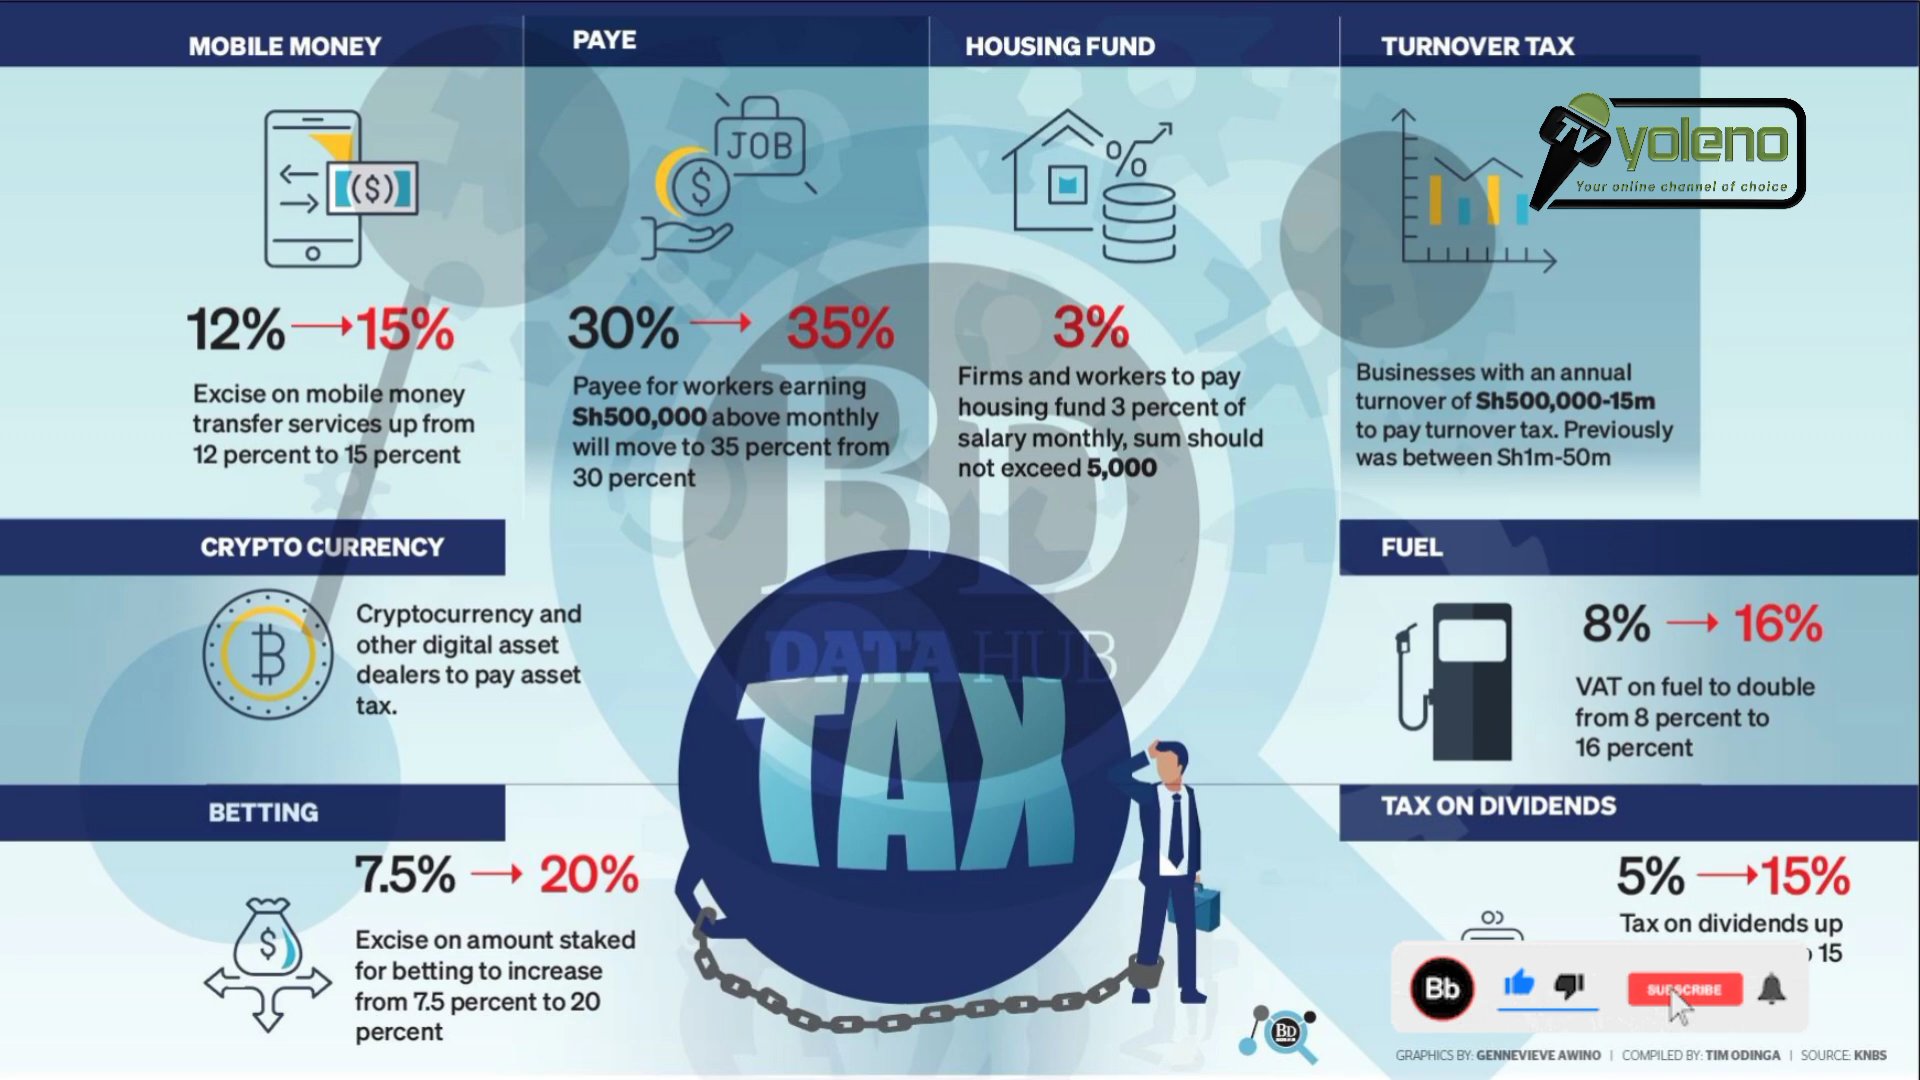 MOBILE MONEY
($)
12% → 15%
Excise on mobile money
transfer services up from
12 percent to 15 percent
PAYE
JOB
$
30% → 35%
Payee for workers earning
Sh500,000 above monthly
will move to 35 percent from
30 percent
HOUSING FUND
%
3%
Firms and workers to pay
housing fund 3 percent of
salary monthly, sum should
not exceed 5,000
TURNOVER TAX
TV yoleno
Your online channel of choice
Businesses with an annual
turnover of Sh500,000-15m
to pay turnover tax. Previously
was between Sh1m-50m
CRYPTO CURRENCY
Cryptocurrency and
other digital asset
dealers to pay asset
tax.
BD
DATA HUB
TAX
FUEL
8% → 16%
VAT on fuel to double
from 8 percent to
16 percent
BETTING
7.5% → 20%
$
Excise on amount staked
for betting to increase
from 7.5 percent to 20
percent
TAX ON DIVIDENDS
5% → 15%
Tax on dividends up
15
Bb
SUBSCRIBE
BD
GRAPHICS BY: GENNEVIEVE AWINO | COMPILED BY: TIM ODINGA | SOURCE: KNBS